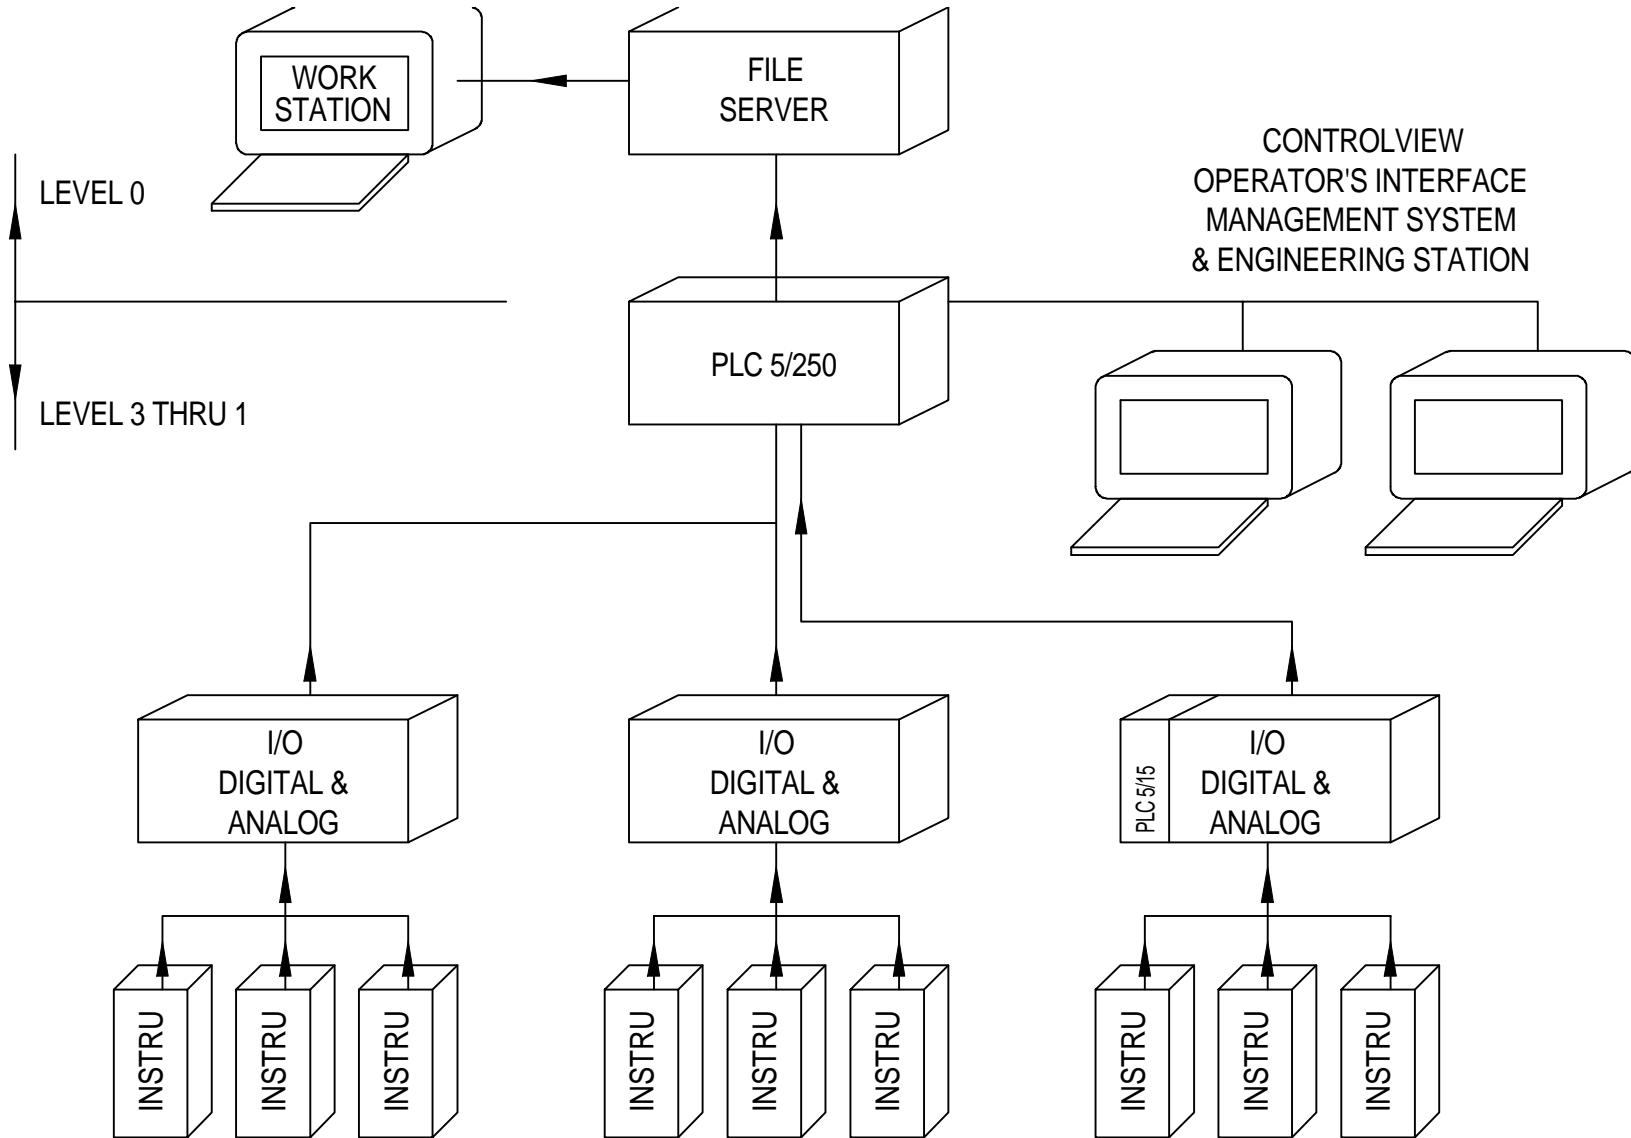 WORK
STATION
FILE
SERVER
CONTROLVIEW
OPERATOR'S INTERFACE
MANAGEMENT SYSTEM
& ENGINEERING STATION
LEVEL 0
LEVEL 3 THRU 1
PLC 5/250
I/O
DIGITAL &
ANALOG
I/O
DIGITAL &
ANALOG
PLC 5/15
I/O
DIGITAL &
ANALOG
INSTRU
INSTRU
INSTRU
INSTRU
INSTRU
INSTRU
INSTRU
INSTRU
INSTRU